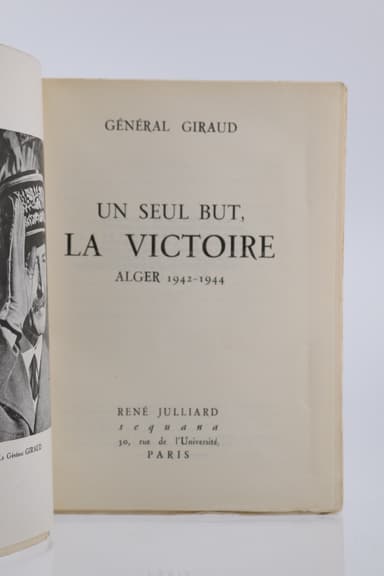 GÉNÉRAL GIRAUD
UN SEUL BUT,
LA VICTOIRE
ALGER 1942-1944
RENÉ JULLIARD
sequana
30, rue de l'Université,
PARIS
Le Général GIRAUD